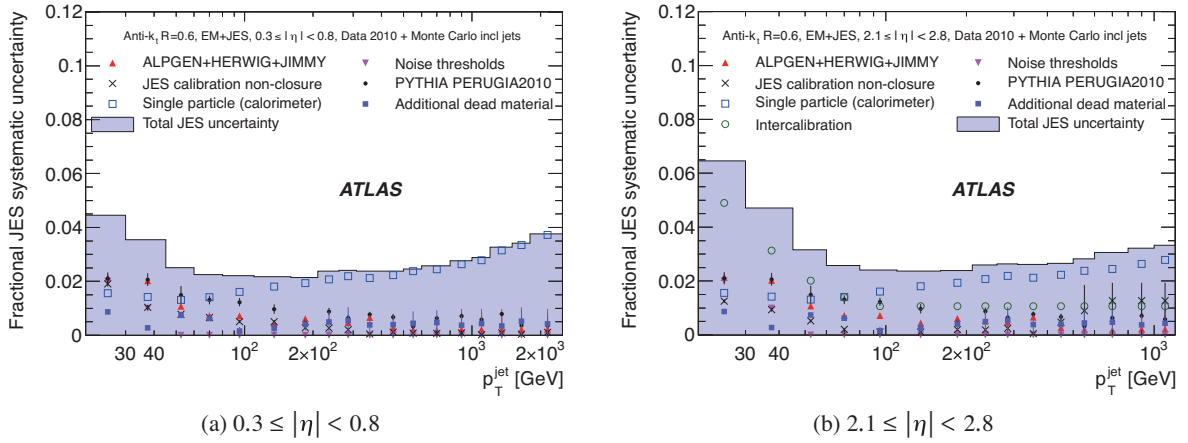 Fractional JES systematic uncertainty
0.12
0.1
0.08
0.06
0.04
0.02
0
Anti-k_t R=0.6, EM+JES, 0.3 ≤ | η | < 0.8, Data 2010 + Monte Carlo incl jets
ALPGEN+HERWIG+JIMMY
JES calibration non-closure
Single particle (calorimeter)
Total JES uncertainty
Noise thresholds
PYTHIA PERUGIA2010
Additional dead material
ATLAS
30 40 10² 2×10² 10³ 2×10³
p_T^jet [GeV]
(a) 0.3 ≤ |η| < 0.8
Fractional JES systematic uncertainty
0.12
0.1
0.08
0.06
0.04
0.02
0
Anti-k_t R=0.6, EM+JES, 2.1 ≤ | η | < 2.8, Data 2010 + Monte Carlo incl jets
ALPGEN+HERWIG+JIMMY
JES calibration non-closure
Single particle (calorimeter)
Intercalibration
Noise thresholds
PYTHIA PERUGIA2010
Additional dead material
Total JES uncertainty
ATLAS
30 40 10² 2×10² 10³
p_T^jet [GeV]
(b) 2.1 ≤ |η| < 2.8